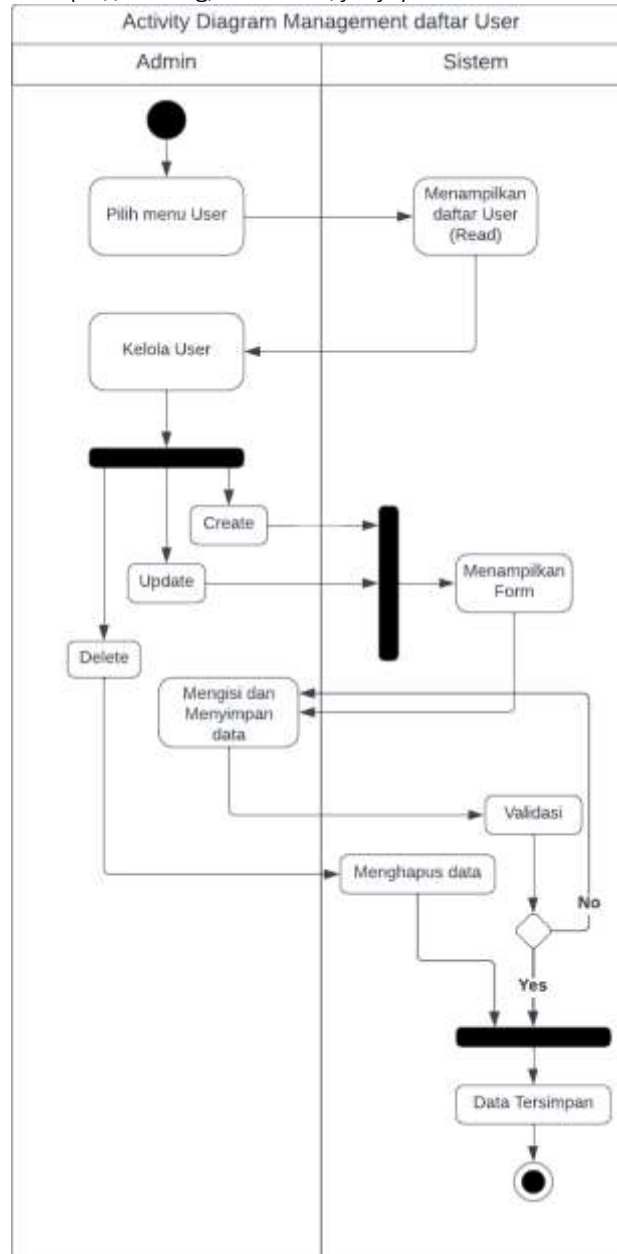 Activity Diagram Management daftar User
Admin
Sistem
Pilih menu User
Menampilkan
daftar User
(Read)
Kelola User
Create
Update
Menampilkan
Form
Delete
Mengisi dan
Menyimpan
data
Validasi
Menghapus data
No
Yes
Data Tersimpan